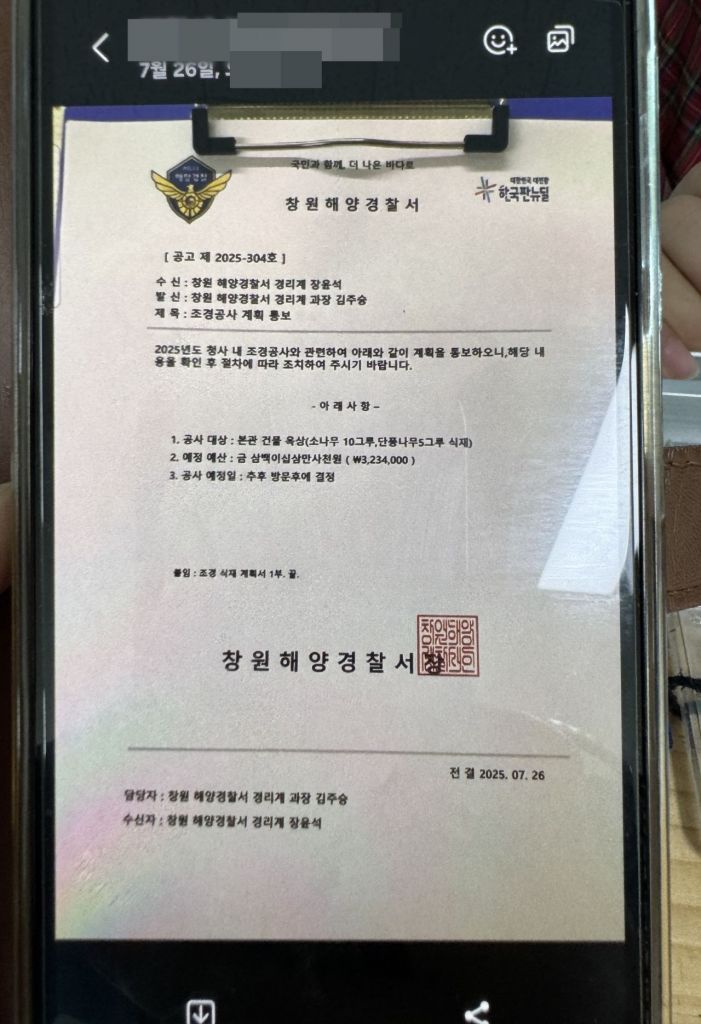 7월 26일,
국민과 함께, 더 나은 바다로
해양경찰
창원해양경찰서
대한민국 대전환
한국판뉴딜
[ 공고 제 2025-304호 ]
수 신 : 창원 해양경찰서 경리계 장윤석
발 신 : 창원 해양경찰서 경리계 과장 김주승
제 목 : 조경공사 계획 통보
2025년도 청사 내 조경공사와 관련하여 아래와 같이 계획을 통보하오니,해당 내
용을 확인 후 절차에 따라 조치하여 주시기 바랍니다.
- 아 래 사 항 –
1. 공사 대상 : 본관 건물 옥상(소나무 10그루,단풍나무5그루 식재)
2. 예정 예산 : 금 삼백이십삼만사천원 ( ₩3,234,000 )
3. 공사 예정일 : 추후 방문후에 결정
붙임 : 조경 식재 계획서 1부. 끝.
창원해양경찰서장
전 결 2025. 07. 26
담당자 : 창원 해양경찰서 경리계 과장 김주승
수신자 : 창원 해양경찰서 경리계 장윤석